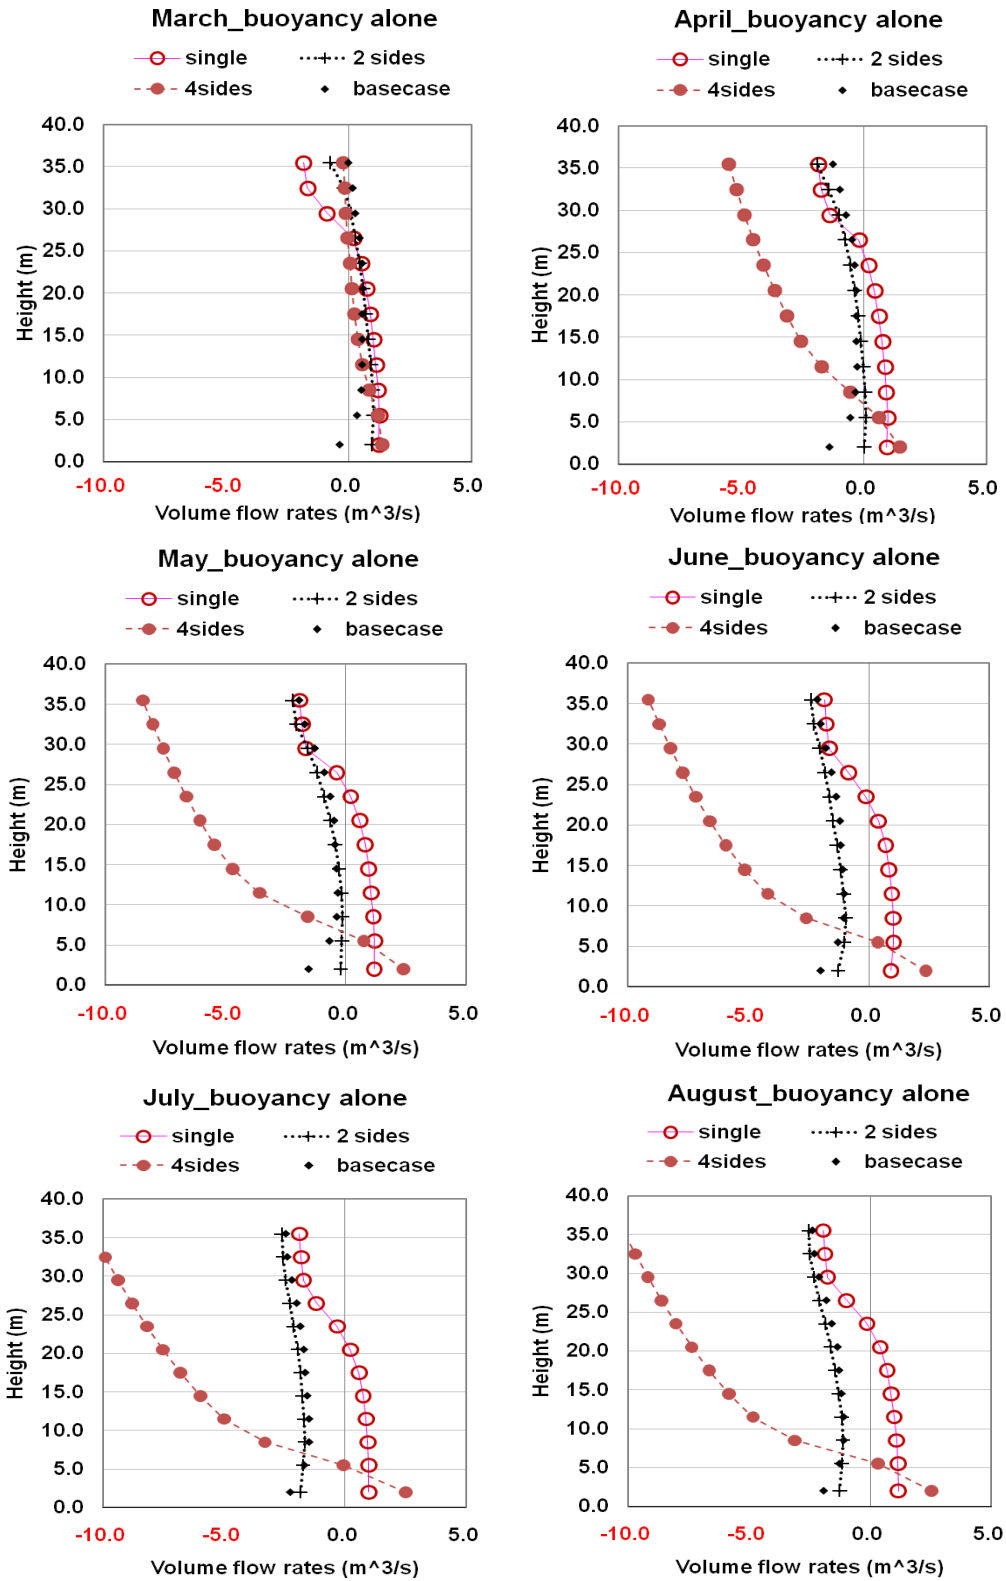 March_buoyancy alone
single 2 sides
4sides basecase
40.0
35.0
30.0
25.0
20.0
15.0
10.0
5.0
0.0
Height (m)
-10.0 -5.0 0.0 5.0
Volume flow rates (m^3/s)
April_buoyancy alone
single 2 sides
4sides basecase
40.0
35.0
30.0
25.0
20.0
15.0
10.0
5.0
0.0
Height (m)
-10.0 -5.0 0.0 5.0
Volume flow rates (m^3/s)
May_buoyancy alone
single 2 sides
4sides basecase
40.0
35.0
30.0
25.0
20.0
15.0
10.0
5.0
0.0
Height (m)
-10.0 -5.0 0.0 5.0
Volume flow rates (m^3/s)
June_buoyancy alone
single 2 sides
4sides basecase
40.0
35.0
30.0
25.0
20.0
15.0
10.0
5.0
0.0
Height (m)
-10.0 -5.0 0.0 5.0
Volume flow rates (m^3/s)
July_buoyancy alone
single 2 sides
4sides basecase
40.0
35.0
30.0
25.0
20.0
15.0
10.0
5.0
0.0
Height (m)
-10.0 -5.0 0.0 5.0
Volume flow rates (m^3/s)
August_buoyancy alone
single 2 sides
4sides basecase
40.0
35.0
30.0
25.0
20.0
15.0
10.0
5.0
0.0
Height (m)
-10.0 -5.0 0.0 5.0
Volume flow rates (m^3/s)